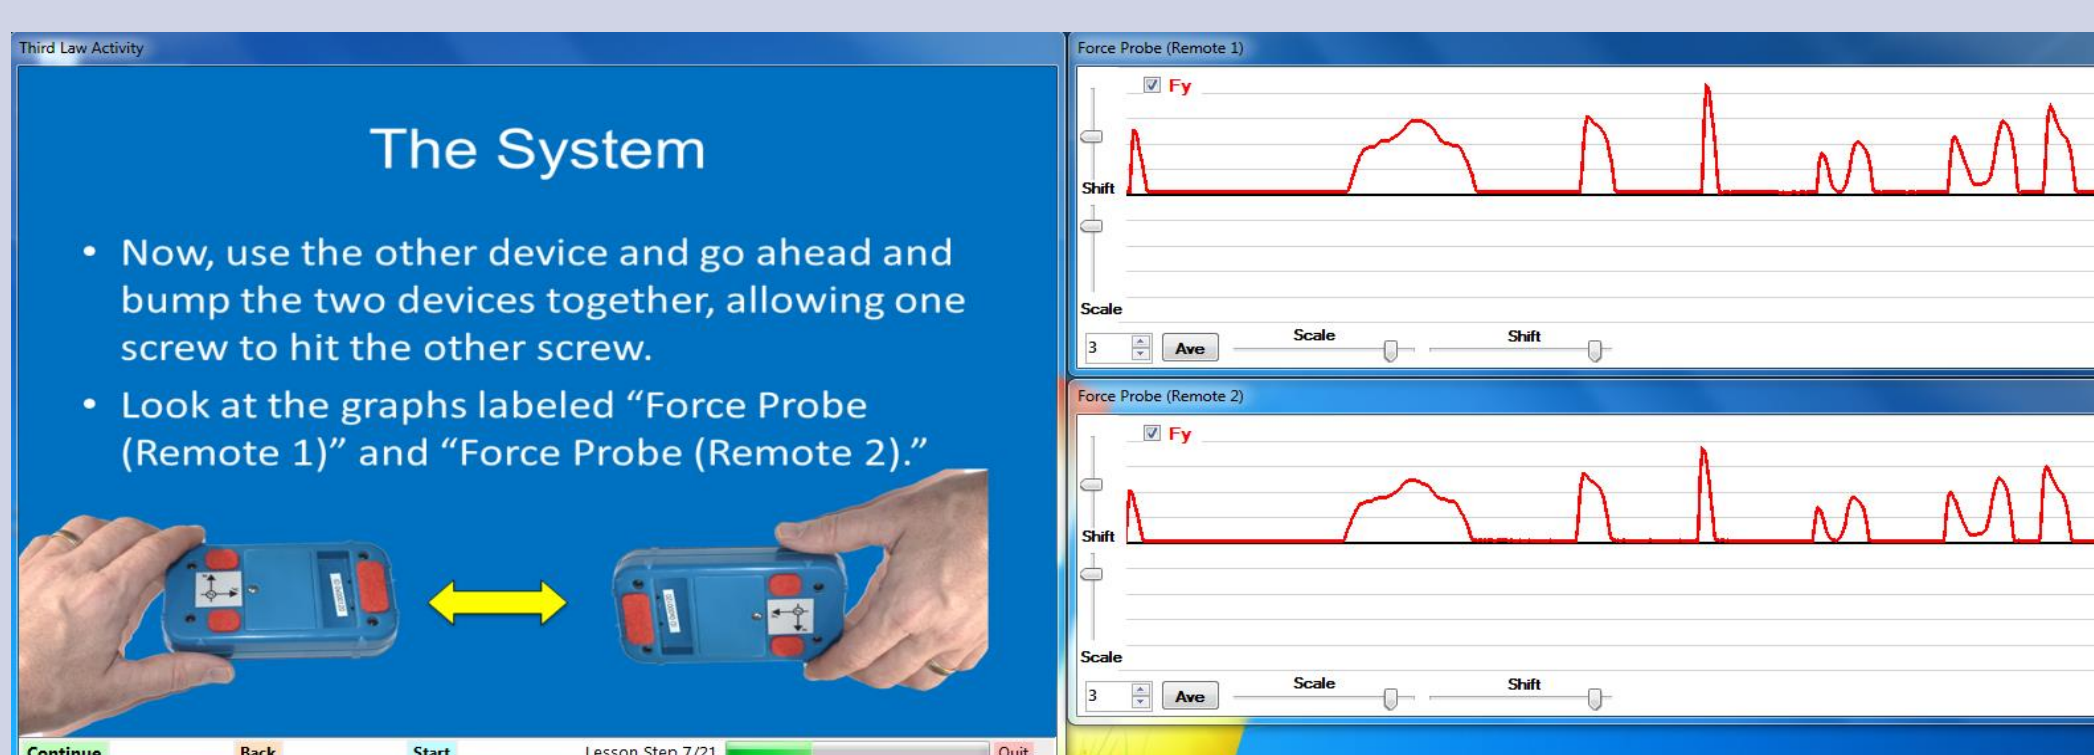 Third Law Activity
The System
• Now, use the other device and go ahead and
bump the two devices together, allowing one
screw to hit the other screw.
• Look at the graphs labeled “Force Probe
(Remote 1)” and “Force Probe (Remote 2).”
Continue Back Start Lesson Step 7/21 Quit
Force Probe (Remote 1)
Fy
Shift
Scale
3 Ave Scale Shift
Force Probe (Remote 2)
Fy
Shift
Scale
3 Ave Scale Shift